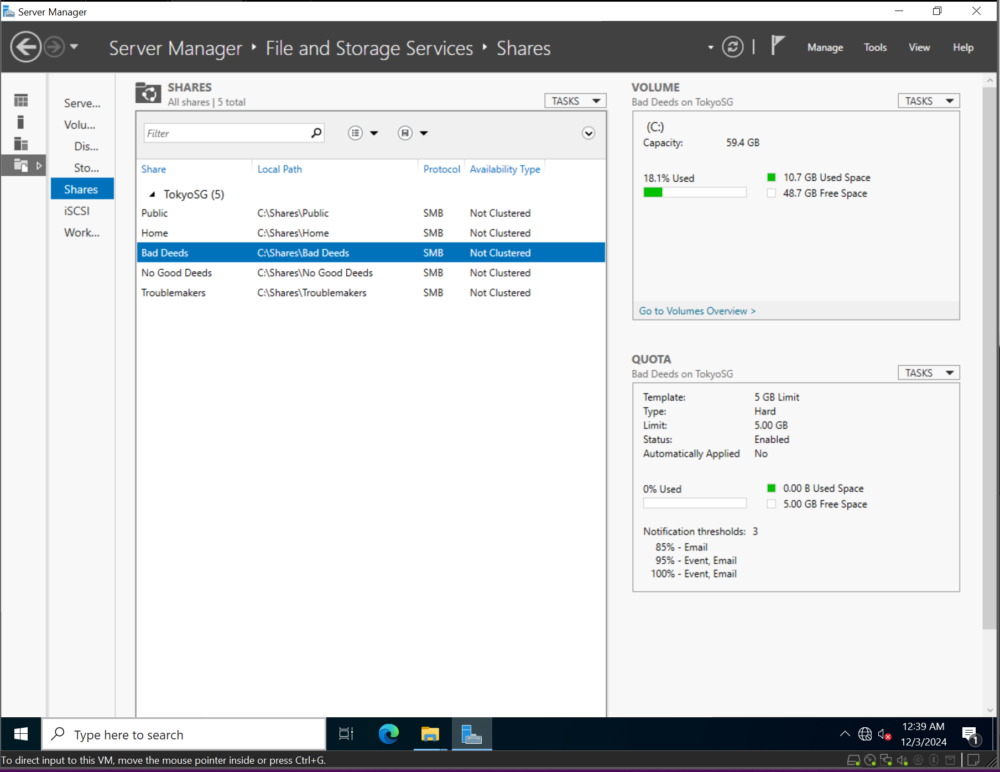 Server Manager
Server Manager ‣ File and Storage Services ‣ Shares
Manage Tools View Help
Serve...
Volu...
Dis...
Sto...
Shares
iSCSI
Work...
SHARES
All shares | 5 total
TASKS
Filter
Share Local Path Protocol Availability Type
TokyoSG (5)
Public C:\Shares\Public SMB Not Clustered
Home C:\Shares\Home SMB Not Clustered
Bad Deeds C:\Shares\Bad Deeds SMB Not Clustered
No Good Deeds C:\Shares\No Good Deeds SMB Not Clustered
Troublemakers C:\Shares\Troublemakers SMB Not Clustered
VOLUME
Bad Deeds on TokyoSG
TASKS
(C:)
Capacity: 59.4 GB
18.1% Used
10.7 GB Used Space
48.7 GB Free Space
Go to Volumes Overview >
QUOTA
Bad Deeds on TokyoSG
TASKS
Template: 5 GB Limit
Type: Hard
Limit: 5.00 GB
Status: Enabled
Automatically Applied No
0% Used
0.00 B Used Space
5.00 GB Free Space
Notification thresholds: 3
85% - Email
95% - Event, Email
100% - Event, Email
Type here to search
12:39 AM
12/3/2024
1
To direct input to this VM, move the mouse pointer inside or press Ctrl+G.